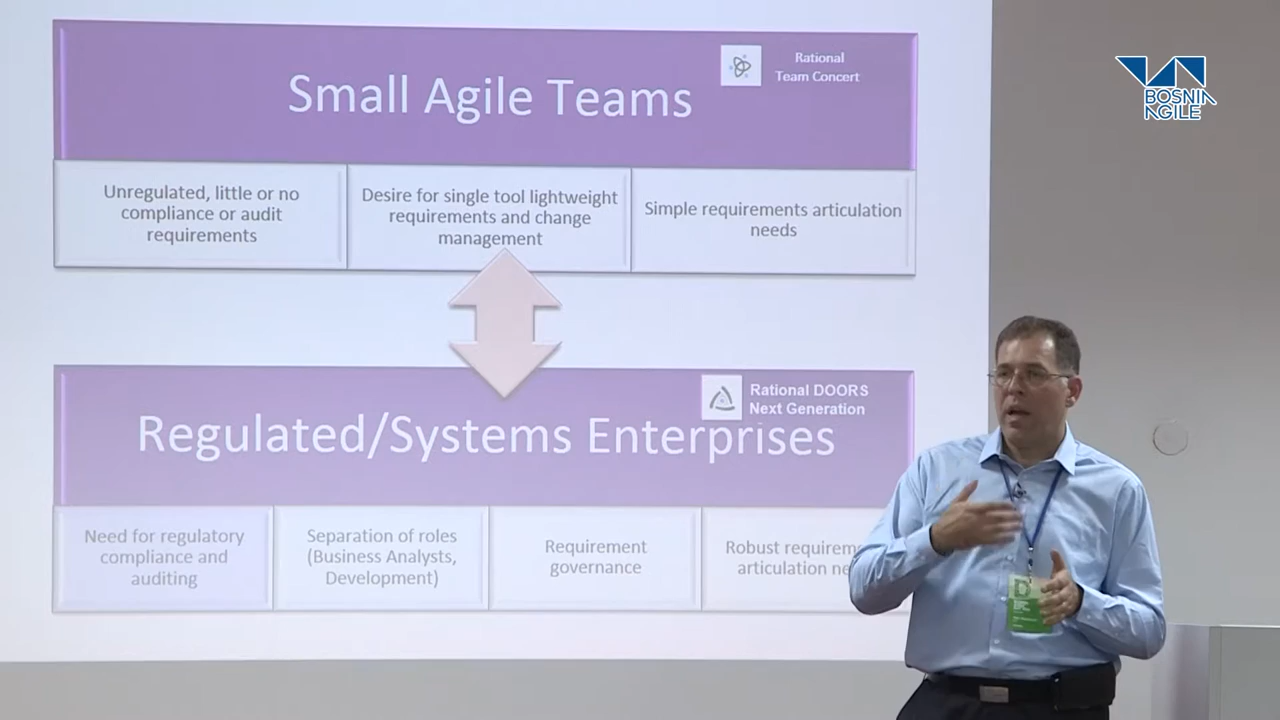 Small Agile Teams
Rational
Team Concert
BOSNIA
AGILE
Unregulated, little or no
compliance or audit
requirements
Desire for single tool lightweight
requirements and change
management
Simple requirements articulation
needs
Rational DOORS
Next Generation
Regulated/Systems Enterprises
Need for regulatory
compliance and
auditing
Separation of roles
(Business Analysts,
Development)
Requirement
governance
Robust
articulation
D